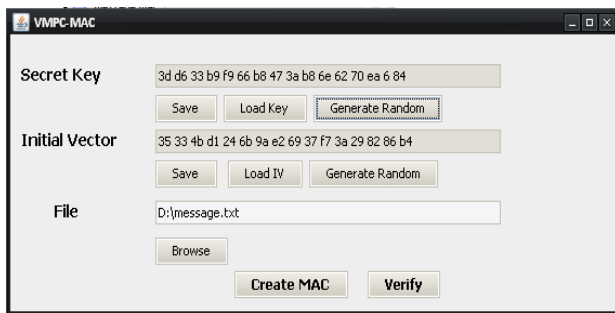 VMPC-MAC
Secret Key 3d d6 33 b9 f9 66 b8 47 3a b8 6e 62 70 ea 6 84
Save Load Key Generate Random
Initial Vector 35 33 4b d1 24 6b 9a e2 69 37 f7 3a 29 82 86 b4
Save Load IV Generate Random
File D:\message.txt
Browse
Create MAC Verify